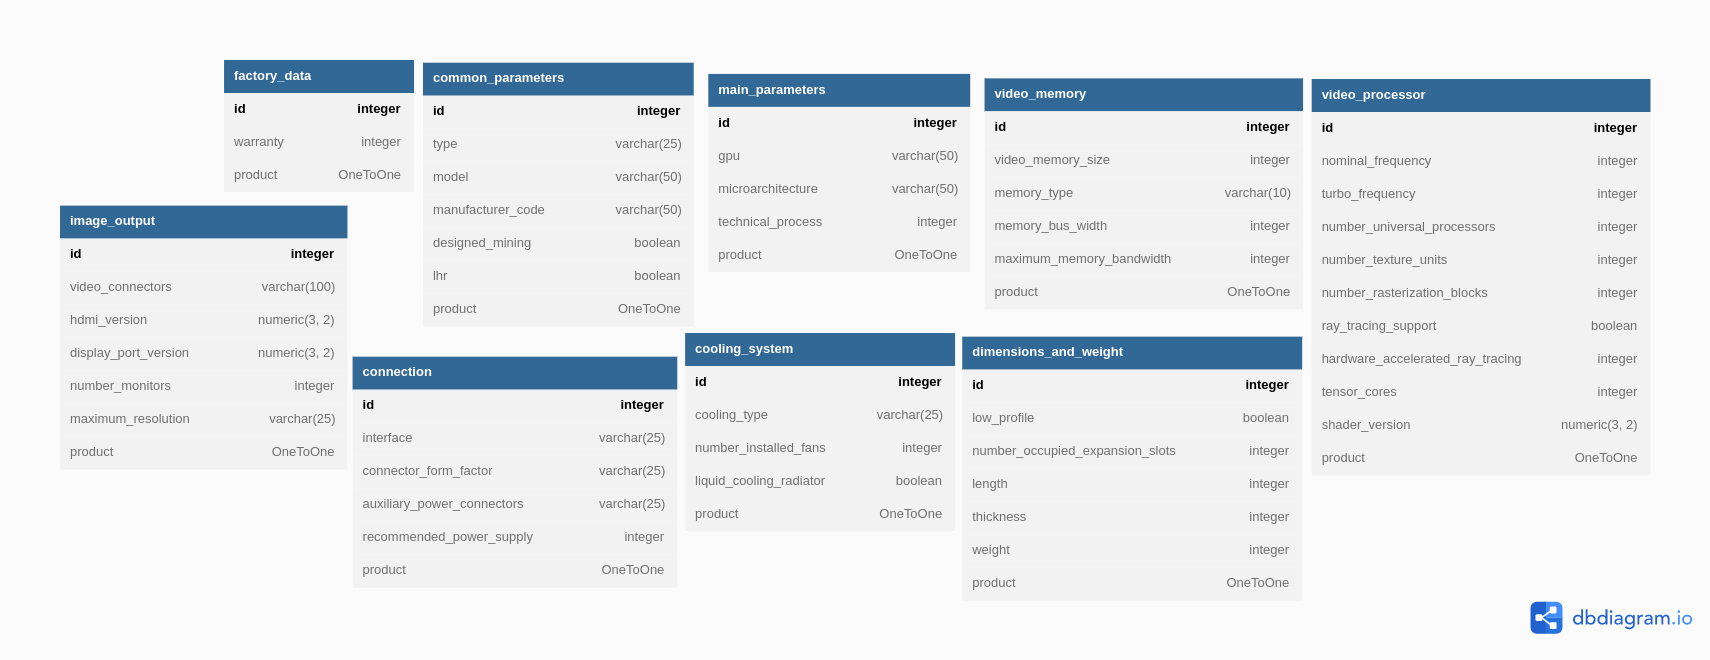 factory_data
id integer
warranty integer
product OneToOne
common_parameters
id integer
type varchar(25)
model varchar(50)
manufacturer_code varchar(50)
designed_mining boolean
lhr boolean
product OneToOne
main_parameters
id integer
gpu varchar(50)
microarchitecture varchar(50)
technical_process integer
product OneToOne
video_memory
id integer
video_memory_size integer
memory_type varchar(10)
memory_bus_width integer
maximum_memory_bandwidth integer
product OneToOne
video_processor
id integer
nominal_frequency integer
turbo_frequency integer
number_universal_processors integer
number_texture_units integer
number_rasterization_blocks integer
ray_tracing_support boolean
hardware_accelerated_ray_tracing integer
tensor_cores integer
shader_version numeric(3, 2)
product OneToOne
image_output
id integer
video_connectors varchar(100)
hdmi_version numeric(3, 2)
display_port_version numeric(3, 2)
number_monitors integer
maximum_resolution varchar(25)
product OneToOne
connection
id integer
interface varchar(25)
connector_form_factor varchar(25)
auxiliary_power_connectors varchar(25)
recommended_power_supply integer
product OneToOne
cooling_system
id integer
cooling_type varchar(25)
number_installed_fans integer
liquid_cooling_radiator boolean
product OneToOne
dimensions_and_weight
id integer
low_profile boolean
number_occupied_expansion_slots integer
length integer
thickness integer
weight integer
product OneToOne
dbdiagram.io